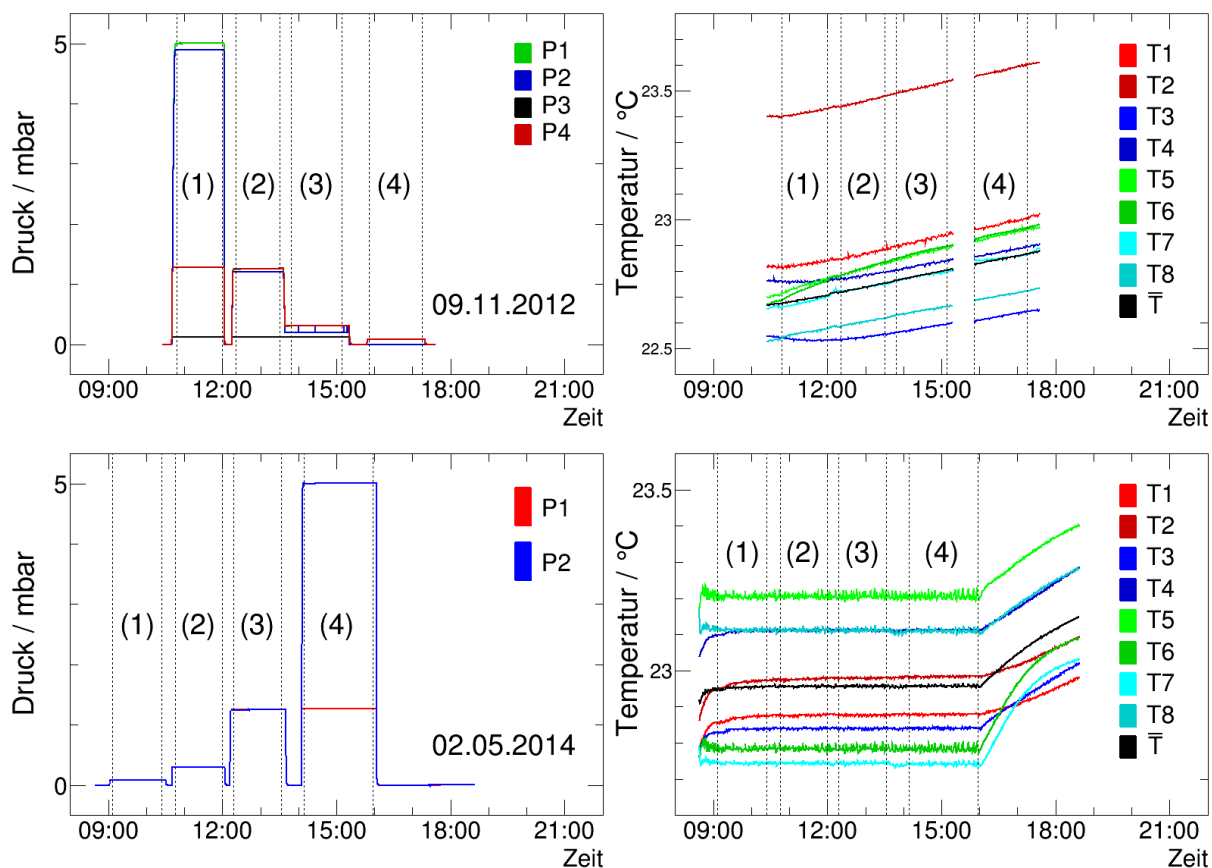 Druck / mbar
5
0
(1)
(2)
(3)
(4)
P1
P2
P3
P4
09.11.2012
09:00
12:00
15:00
18:00
21:00
Zeit
Temperatur / °C
23.5
23
22.5
(1)
(2)
(3)
(4)
T1
T2
T3
T4
T5
T6
T7
T8
T̅
09:00
12:00
15:00
18:00
21:00
Zeit
Druck / mbar
5
0
(1)
(2)
(3)
(4)
P1
P2
02.05.2014
09:00
12:00
15:00
18:00
21:00
Zeit
Temperatur / °C
23.5
23
(1)
(2)
(3)
(4)
T1
T2
T3
T4
T5
T6
T7
T8
T̅
09:00
12:00
15:00
18:00
21:00
Zeit